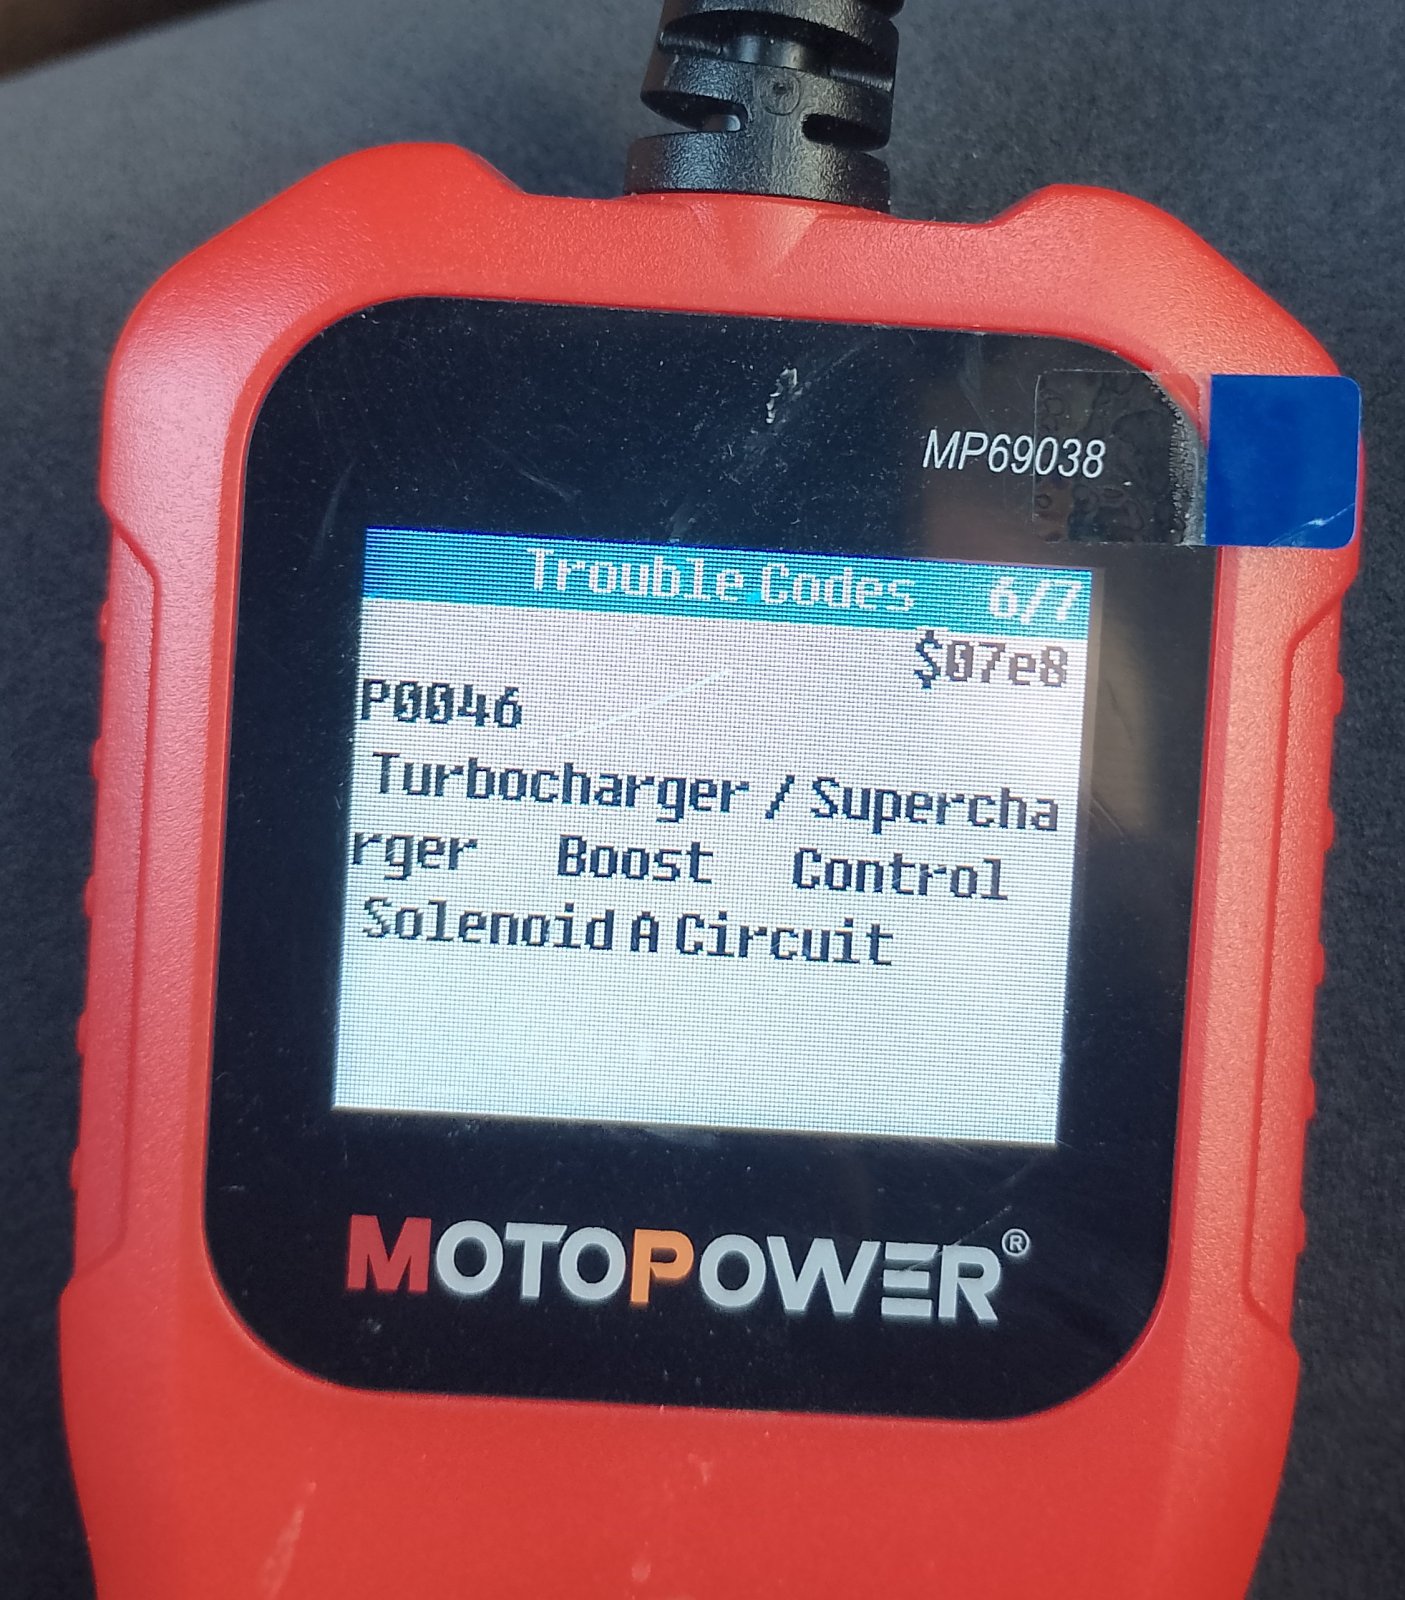 MP69038
Trouble Codes 6/7
$07e8
P0046
Turbocharger / Supercha
rger Boost Control
Solenoid A Circuit
MOTOPOWER®